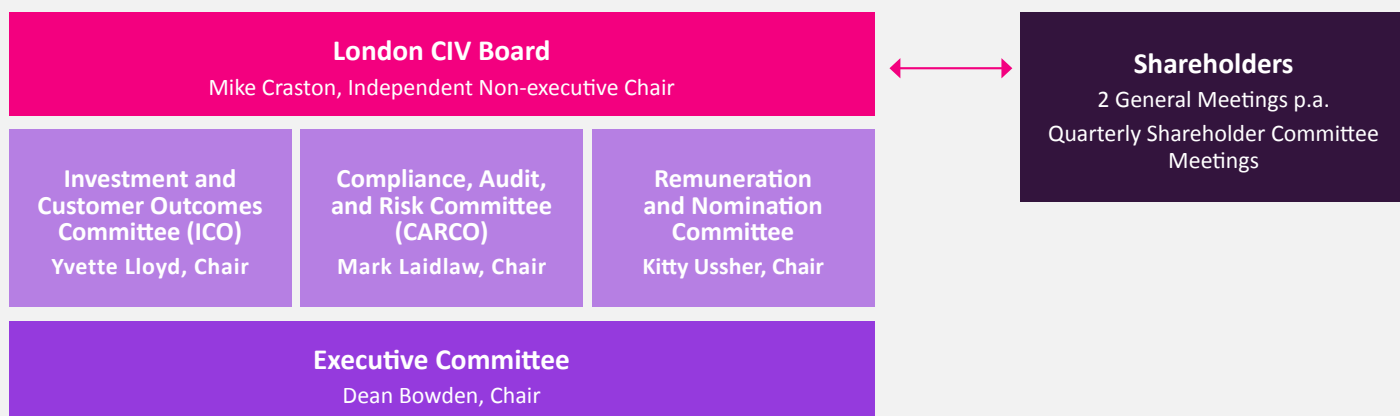 London CIV Board
Mike Craston, Independent Non-executive Chair
Shareholders
2 General Meetings p.a.
Quarterly Shareholder Committee
Meetings
Investment and
Customer Outcomes
Committee (ICO)
Yvette Lloyd, Chair
Compliance, Audit,
and Risk Committee
(CARCO)
Mark Laidlaw, Chair
Remuneration
and Nomination
Committee
Kitty Ussher, Chair
Executive Committee
Dean Bowden, Chair